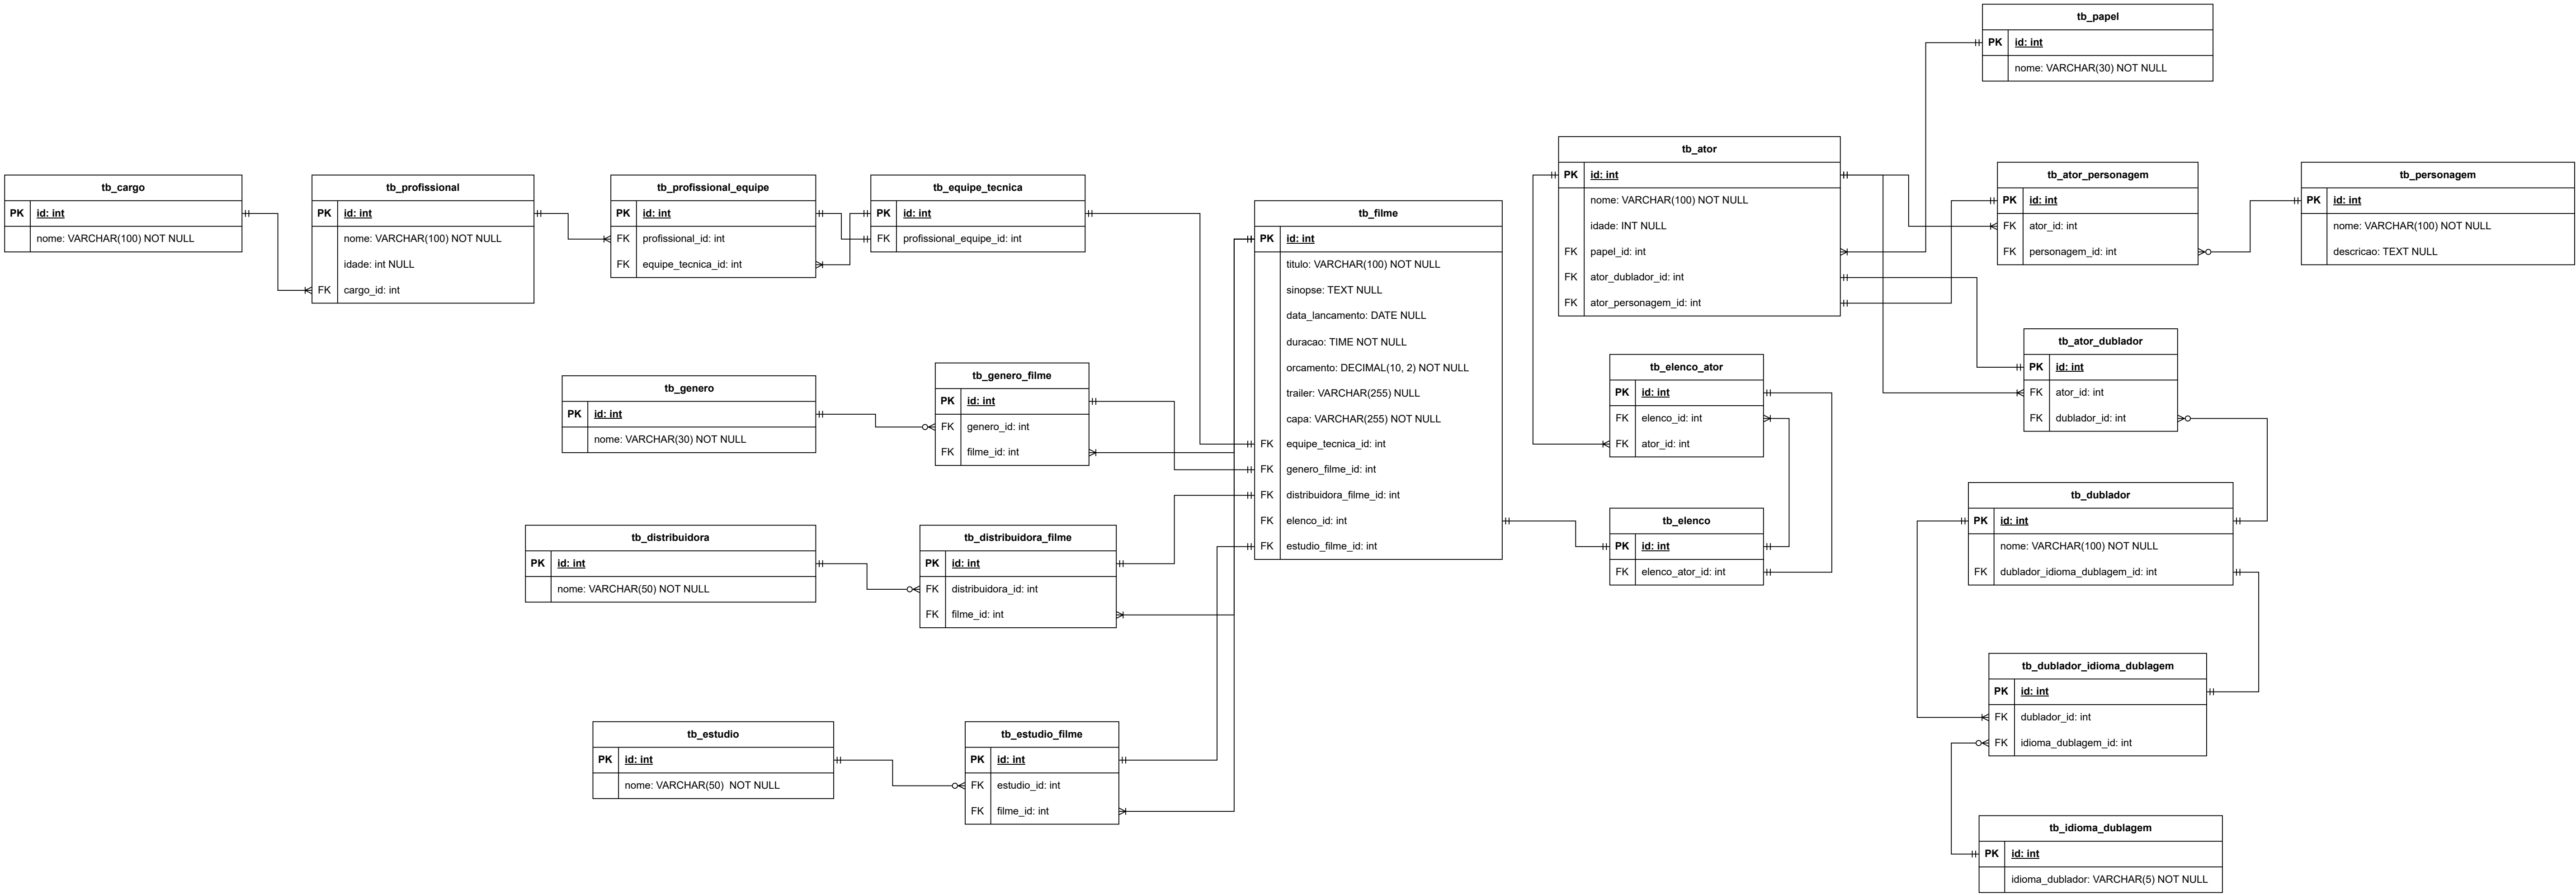 tb_papel
PK id: int
nome: VARCHAR(30) NOT NULL
tb_cargo
PK id: int
nome: VARCHAR(100) NOT NULL
tb_profissional
PK id: int
nome: VARCHAR(100) NOT NULL
idade: int NULL
FK cargo_id: int
tb_profissional_equipe
PK id: int
FK profissional_id: int
FK equipe_tecnica_id: int
tb_equipe_tecnica
PK id: int
FK profissional_equipe_id: int
tb_filme
PK id: int
titulo: VARCHAR(100) NOT NULL
sinopse: TEXT NULL
data_lancamento: DATE NULL
duracao: TIME NOT NULL
orcamento: DECIMAL(10, 2) NOT NULL
trailer: VARCHAR(255) NULL
capa: VARCHAR(255) NOT NULL
FK equipe_tecnica_id: int
FK genero_filme_id: int
FK distribuidora_filme_id: int
FK elenco_id: int
FK estudio_filme_id: int
tb_ator
PK id: int
nome: VARCHAR(100) NOT NULL
idade: INT NULL
FK papel_id: int
FK ator_dublador_id: int
FK ator_personagem_id: int
tb_ator_personagem
PK id: int
FK ator_id: int
FK personagem_id: int
tb_personagem
PK id: int
nome: VARCHAR(100) NOT NULL
descricao: TEXT NULL
tb_ator_dublador
PK id: int
FK ator_id: int
FK dublador_id: int
tb_elenco_ator
PK id: int
FK elenco_id: int
FK ator_id: int
tb_genero
PK id: int
nome: VARCHAR(30) NOT NULL
tb_genero_filme
PK id: int
FK genero_id: int
FK filme_id: int
tb_distribuidora
PK id: int
nome: VARCHAR(50) NOT NULL
tb_distribuidora_filme
PK id: int
FK distribuidora_id: int
FK filme_id: int
tb_elenco
PK id: int
FK elenco_ator_id: int
tb_dublador
PK id: int
nome: VARCHAR(100) NOT NULL
FK dublador_idioma_dublagem_id: int
tb_dublador_idioma_dublagem
PK id: int
FK dublador_id: int
FK idioma_dublagem_id: int
tb_estudio
PK id: int
nome: VARCHAR(50) NOT NULL
tb_estudio_filme
PK id: int
FK estudio_id: int
FK filme_id: int
tb_idioma_dublagem
PK id: int
idioma_dublador: VARCHAR(5) NOT NULL